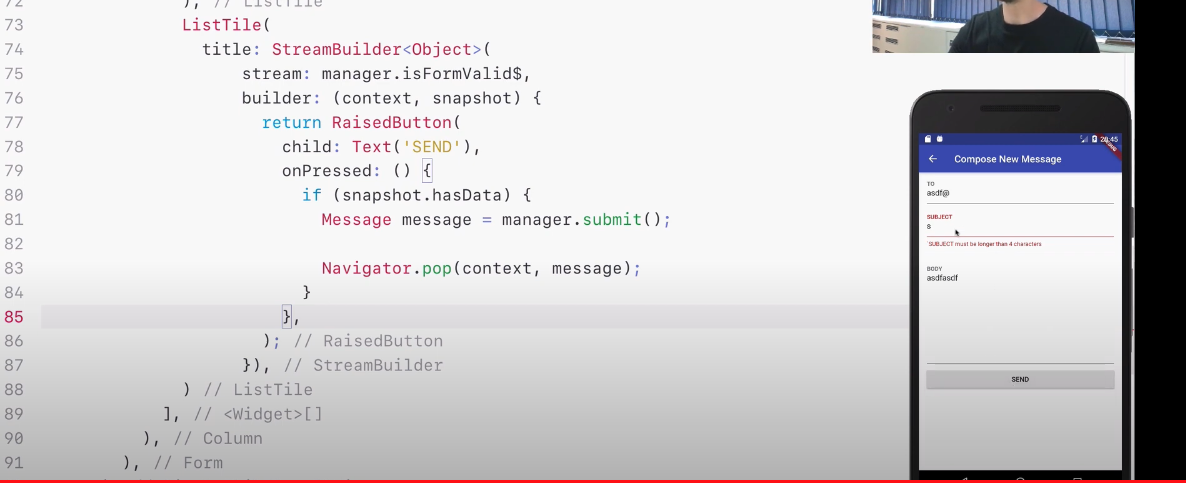 72 ), // ListTile
73 ListTile(
74 title: StreamBuilder<Object>(
75 stream: manager.isFormValid$,
76 builder: (context, snapshot) {
77 return RaisedButton(
78 child: Text('SEND'),
79 onPressed: () {
80 if (snapshot.hasData) {
81 Message message = manager.submit();
82
83 Navigator.pop(context, message);
84 }
85 },
86 ); // RaisedButton
87 }), // StreamBuilder
88 ) // ListTile
89 ], // <Widget>[]
90 ), // Column
91 ), // Form
20:45
← Compose New Message
TO
asdf@
SUBJECT
s
`SUBJECT must be longer than 4 characters
BODY
asdfasdf
SEND